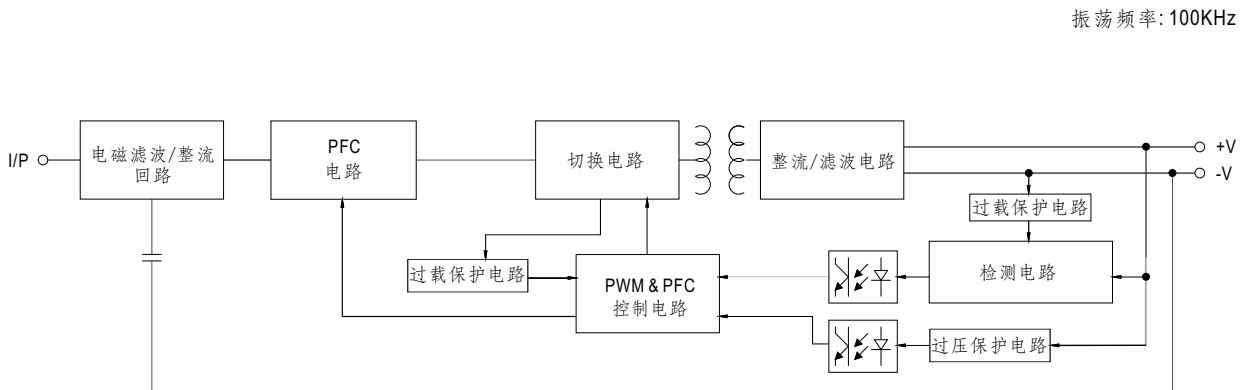 振荡频率: 100KHz
I/P
电磁滤波/整流
回路
PFC
电路
切换电路
整流/滤波电路
+V
-V
过载保护电路
过载保护电路
PWM & PFC
控制电路
检测电路
过压保护电路